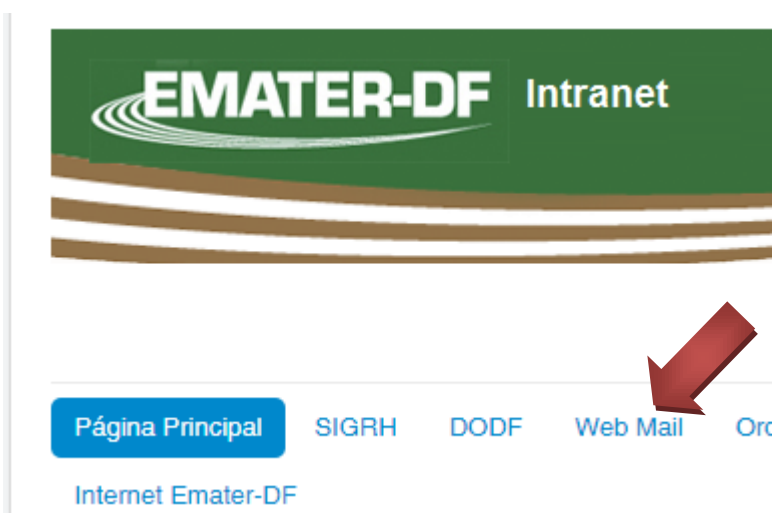 EMATER-DF Intranet
Página Principal SIGRH DODF Web Mail
Internet Emater-DF